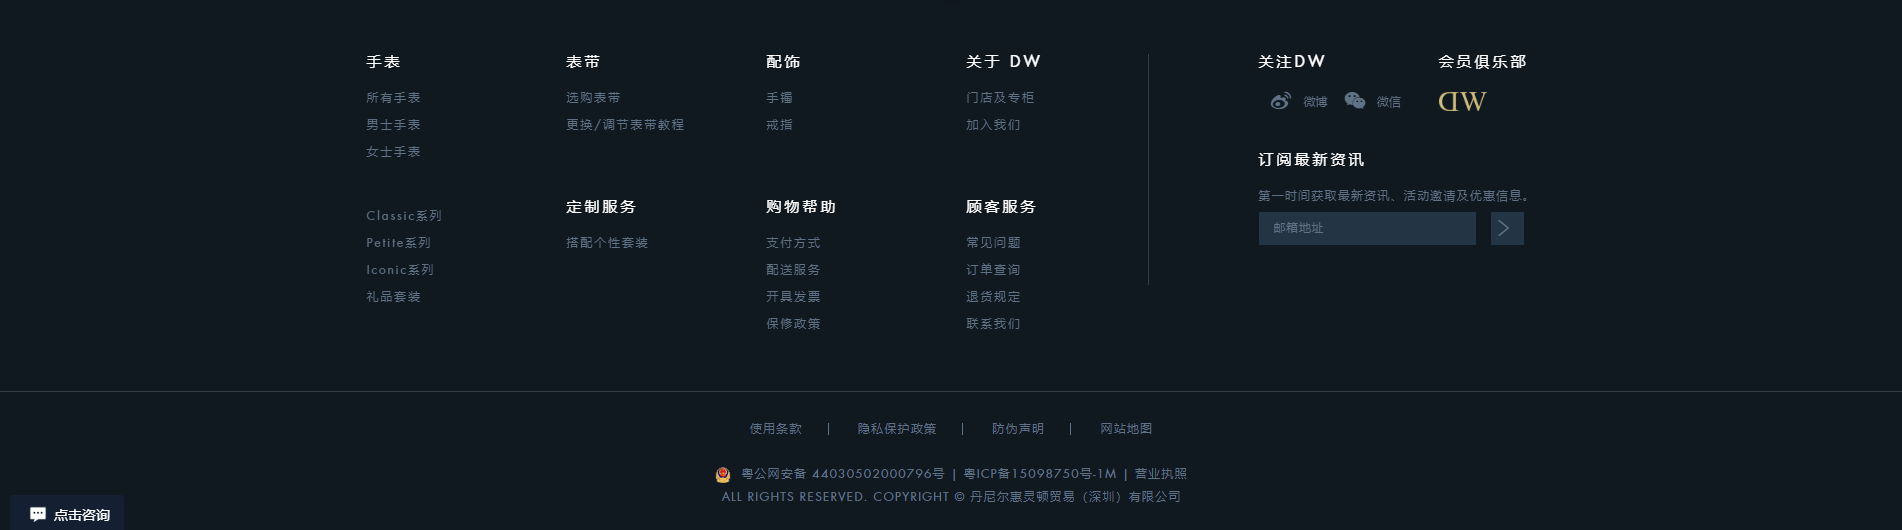 手表
所有手表
男士手表
女士手表
Classic系列
Petite系列
Iconic系列
礼品套装
表带
选购表带
更换/调节表带教程
定制服务
搭配个性套装
配饰
手镯
戒指
购物帮助
支付方式
配送服务
开具发票
保修政策
关于 DW
门店及专柜
加入我们
顾客服务
常见问题
订单查询
退货规定
联系我们
关注DW
微博 微信
会员俱乐部
DW
订阅最新资讯
第一时间获取最新资讯、活动邀请及优惠信息。
邮箱地址
使用条款 | 隐私保护政策 | 防伪声明 | 网站地图
粤公网安备 44030502000796号 | 粤ICP备15098750号-1M | 营业执照
ALL RIGHTS RESERVED. COPYRIGHT © 丹尼尔惠灵顿贸易（深圳）有限公司
点击咨询